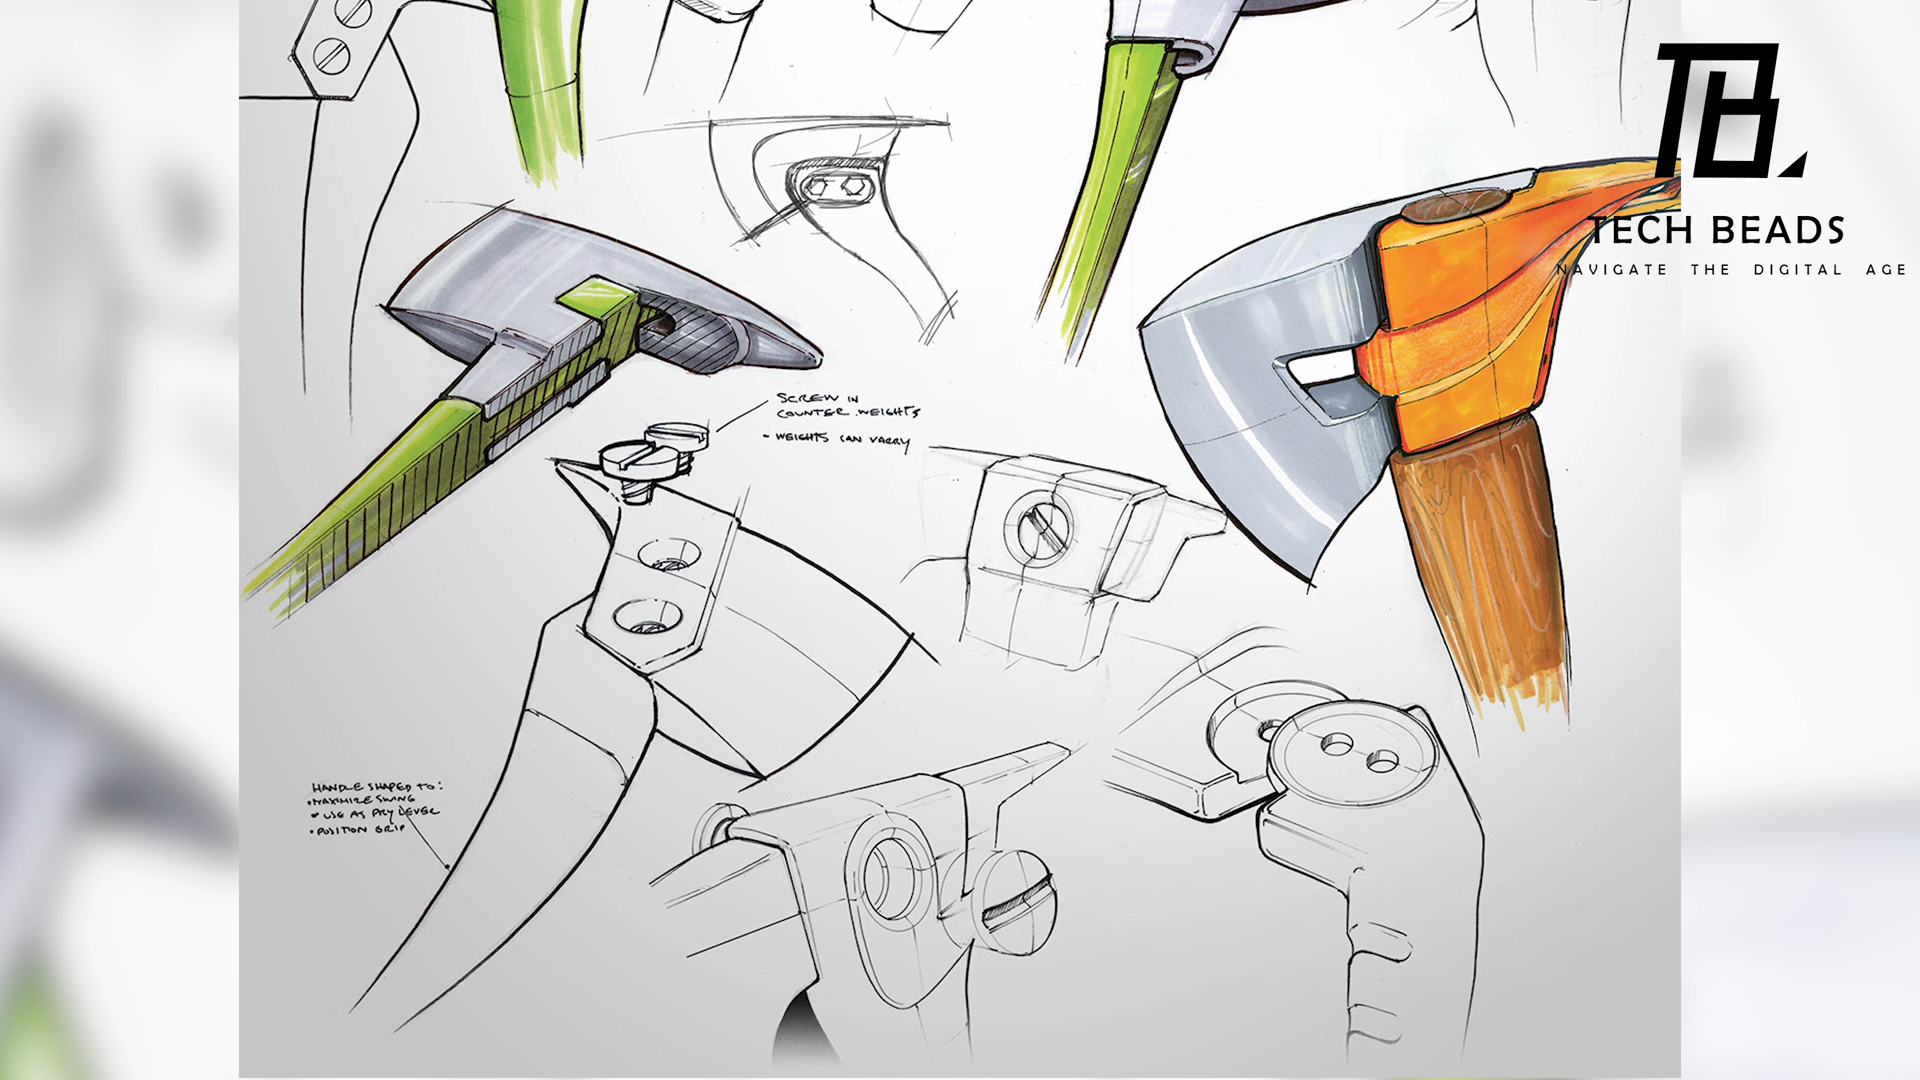 TB.
TECH BEADS
NAVIGATE THE DIGITAL AGE
SCREW IN
COUNTER WEIGHTS
- WEIGHTS CAN VARRY
HANDLE SHAPED TO:
• MAXIMIZE SWING
• USE AS PRY LEVER
• POSITION GRIP